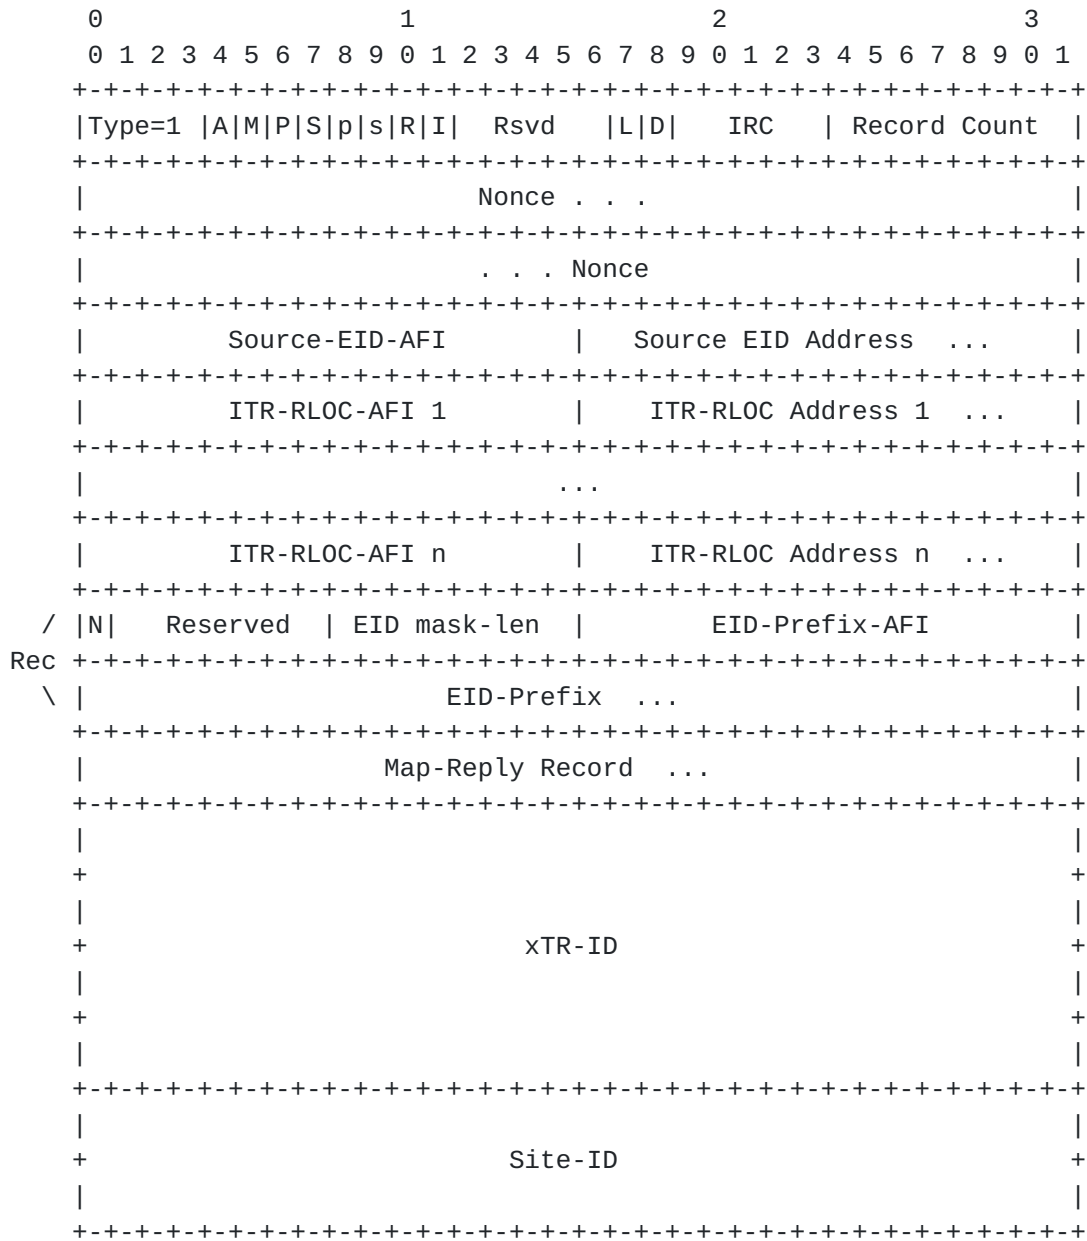 0                   1                   2                   3
     0 1 2 3 4 5 6 7 8 9 0 1 2 3 4 5 6 7 8 9 0 1 2 3 4 5 6 7 8 9 0 1
    +-+-+-+-+-+-+-+-+-+-+-+-+-+-+-+-+-+-+-+-+-+-+-+-+-+-+-+-+-+-+-+-+
    |Type=1 |A|M|P|S|p|s|R|I|  Rsvd   |L|D|   IRC   | Record Count  |
    +-+-+-+-+-+-+-+-+-+-+-+-+-+-+-+-+-+-+-+-+-+-+-+-+-+-+-+-+-+-+-+-+
    |                         Nonce . . .                           |
    +-+-+-+-+-+-+-+-+-+-+-+-+-+-+-+-+-+-+-+-+-+-+-+-+-+-+-+-+-+-+-+-+
    |                         . . . Nonce                           |
    +-+-+-+-+-+-+-+-+-+-+-+-+-+-+-+-+-+-+-+-+-+-+-+-+-+-+-+-+-+-+-+-+
    |         Source-EID-AFI        |   Source EID Address  ...     |
    +-+-+-+-+-+-+-+-+-+-+-+-+-+-+-+-+-+-+-+-+-+-+-+-+-+-+-+-+-+-+-+-+
    |         ITR-RLOC-AFI 1        |    ITR-RLOC Address 1  ...    |
    +-+-+-+-+-+-+-+-+-+-+-+-+-+-+-+-+-+-+-+-+-+-+-+-+-+-+-+-+-+-+-+-+
    |                              ...                              |
    +-+-+-+-+-+-+-+-+-+-+-+-+-+-+-+-+-+-+-+-+-+-+-+-+-+-+-+-+-+-+-+-+
    |         ITR-RLOC-AFI n        |    ITR-RLOC Address n  ...    |
    +-+-+-+-+-+-+-+-+-+-+-+-+-+-+-+-+-+-+-+-+-+-+-+-+-+-+-+-+-+-+-+-+
  / |N|   Reserved  | EID mask-len  |        EID-Prefix-AFI         |
Rec +-+-+-+-+-+-+-+-+-+-+-+-+-+-+-+-+-+-+-+-+-+-+-+-+-+-+-+-+-+-+-+-+
  \ |                       EID-Prefix  ...                         |
    +-+-+-+-+-+-+-+-+-+-+-+-+-+-+-+-+-+-+-+-+-+-+-+-+-+-+-+-+-+-+-+-+
    |                   Map-Reply Record  ...                       |
    +-+-+-+-+-+-+-+-+-+-+-+-+-+-+-+-+-+-+-+-+-+-+-+-+-+-+-+-+-+-+-+-+
    |                                                               |
    +                                                               +
    |                                                               |
    +                            xTR-ID                             +
    |                                                               |
    +                                                               +
    |                                                               |
    +-+-+-+-+-+-+-+-+-+-+-+-+-+-+-+-+-+-+-+-+-+-+-+-+-+-+-+-+-+-+-+-+
    |                                                               |
    +                           Site-ID                             +
    |                                                               |
    +-+-+-+-+-+-+-+-+-+-+-+-+-+-+-+-+-+-+-+-+-+-+-+-+-+-+-+-+-+-+-+-+